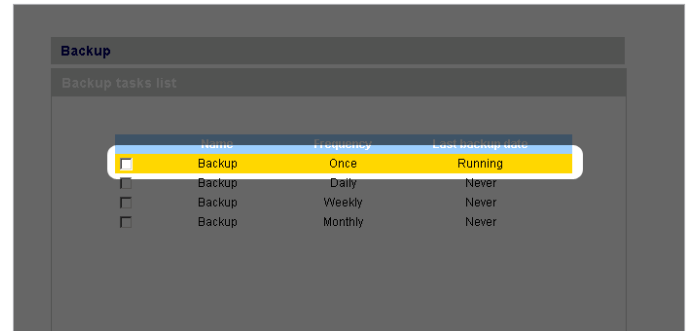 Backup
Backup tasks list
Name Frequency Last backup date
Backup Once Running
Backup Daily Never
Backup Weekly Never
Backup Monthly Never